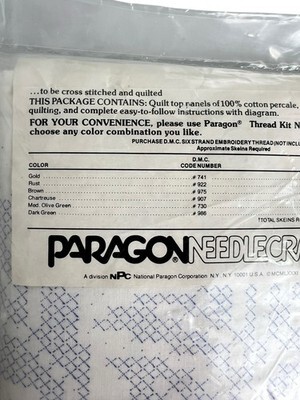 ...to be cross stitched and quilted
THIS PACKAGE CONTAINS: Quilt top panels of 100% cotton percale,
quilting, and complete easy-to-follow instructions with diagram.
FOR YOUR CONVENIENCE, please use Paragon® Thread Kit N
choose any color combination you like.
PURCHASE D.M.C. SIX STRAND EMBROIDERY THREAD (NOT INCLUD
Approximate Skeins Required
COLOR D.M.C. CODE NUMBER
Gold # 741
Rust # 922
Brown # 975
Chartreuse # 907
Med. Olive Green # 730
Dark Green # 986
TOTAL SKEINS R
PARAGON® NEEDLECRA
A division NPC National Paragon Corporation N.Y., N.Y. 10001 U.S.A.